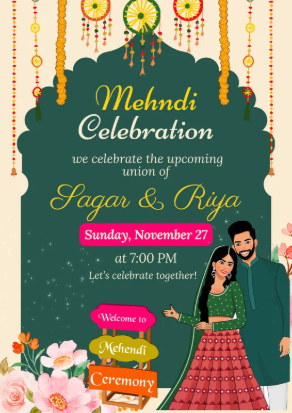 Mehndi
Celebration
we celebrate the upcoming
union of
Sagar & Riya
Sunday, November 27
at 7:00 PM
Let's celebrate together!
Welcome to
Mehendi
Ceremony